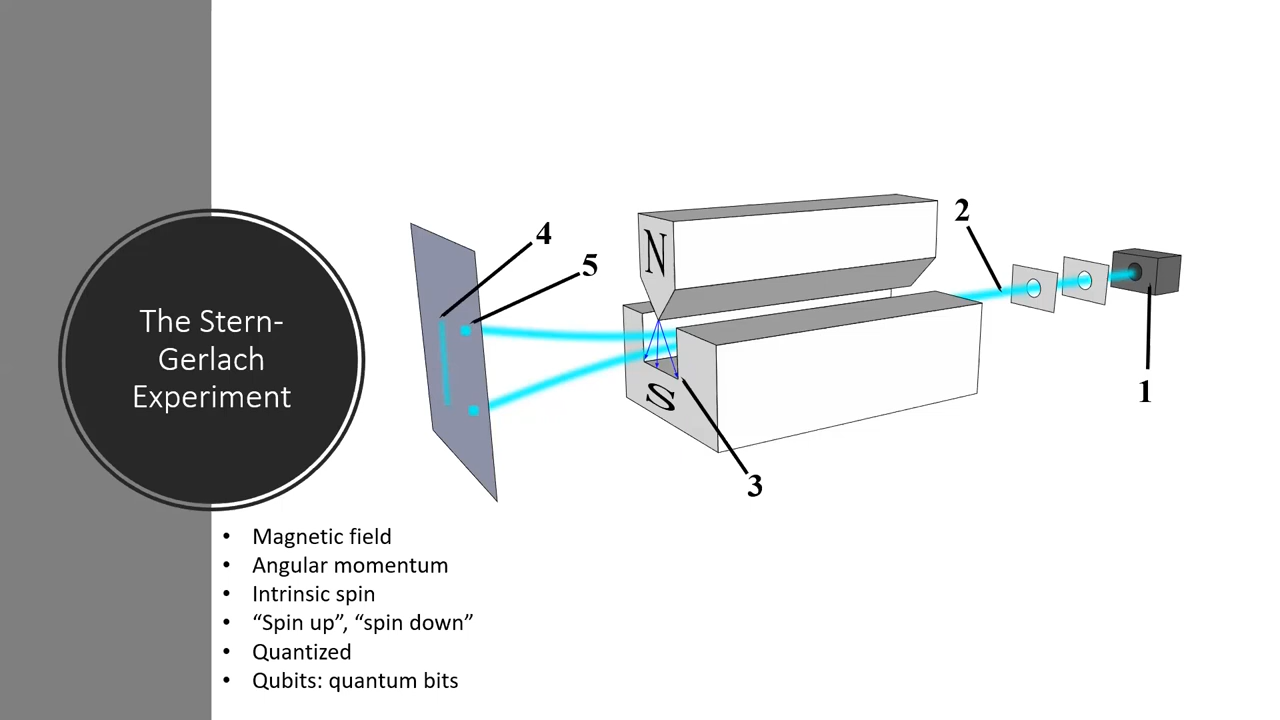 The Stern-
Gerlach
Experiment
N
S
1
2
3
4
5
• Magnetic field
• Angular momentum
• Intrinsic spin
• “Spin up”, “spin down”
• Quantized
• Qubits: quantum bits